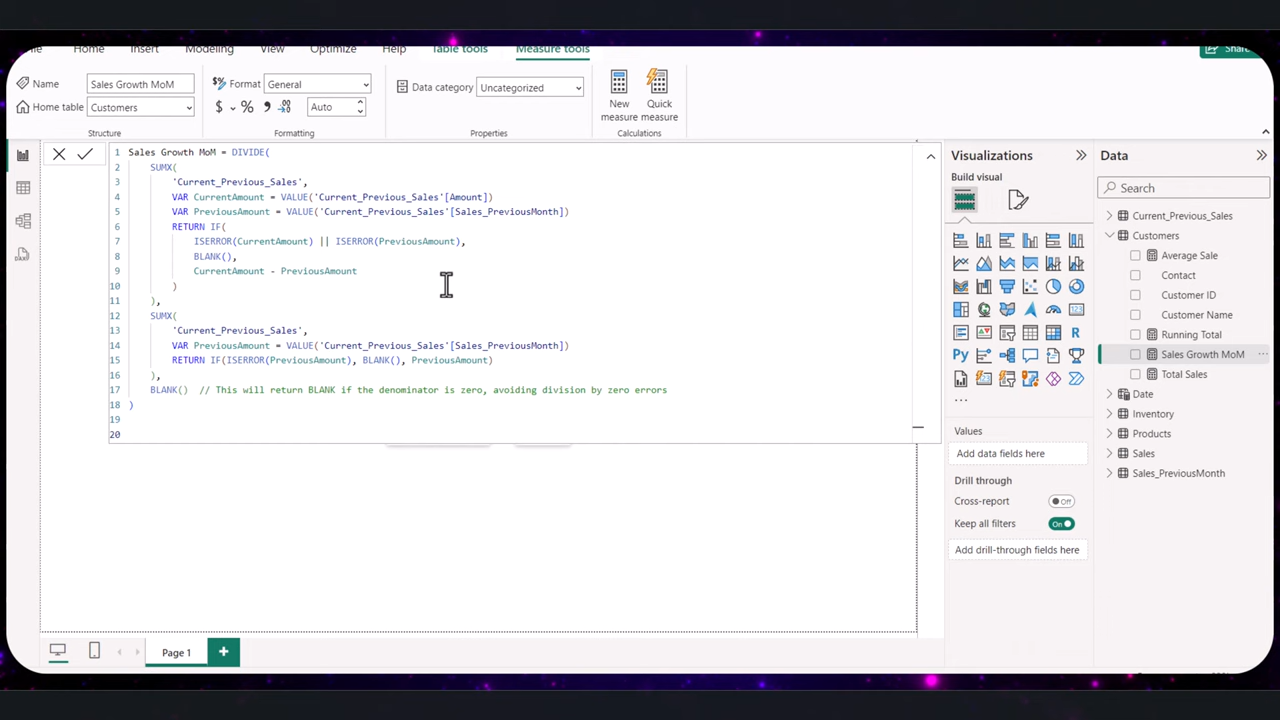 Home Insert Modeling View Optimize Help Table tools Measure tools
Share
Name Sales Growth MoM
Format General
Data category Uncategorized
Home table Customers
$ % Auto
New measure
Quick measure
Structure
Formatting
Properties
Calculations
1 Sales Growth MoM = DIVIDE(
2 SUMX(
3 'Current_Previous_Sales',
4 VAR CurrentAmount = VALUE('Current_Previous_Sales'[Amount])
5 VAR PreviousAmount = VALUE('Current_Previous_Sales'[Sales_PreviousMonth])
6 RETURN IF(
7 ISERROR(CurrentAmount) || ISERROR(PreviousAmount),
8 BLANK(),
9 CurrentAmount - PreviousAmount
10 )
11 ),
12 SUMX(
13 'Current_Previous_Sales',
14 VAR PreviousAmount = VALUE('Current_Previous_Sales'[Sales_PreviousMonth])
15 RETURN IF(ISERROR(PreviousAmount), BLANK(), PreviousAmount)
16 ),
17 BLANK() // This will return BLANK if the denominator is zero, avoiding division by zero errors
18 )
19
20
Visualizations
Build visual
R
Py
123
...
Values
Add data fields here
Drill through
Cross-report Off
Keep all filters On
Add drill-through fields here
Data
Search
Current_Previous_Sales
Customers
Average Sale
Contact
Customer ID
Customer Name
Running Total
Sales Growth MoM ...
Total Sales
Date
Inventory
Products
Sales
Sales_PreviousMonth
Page 1